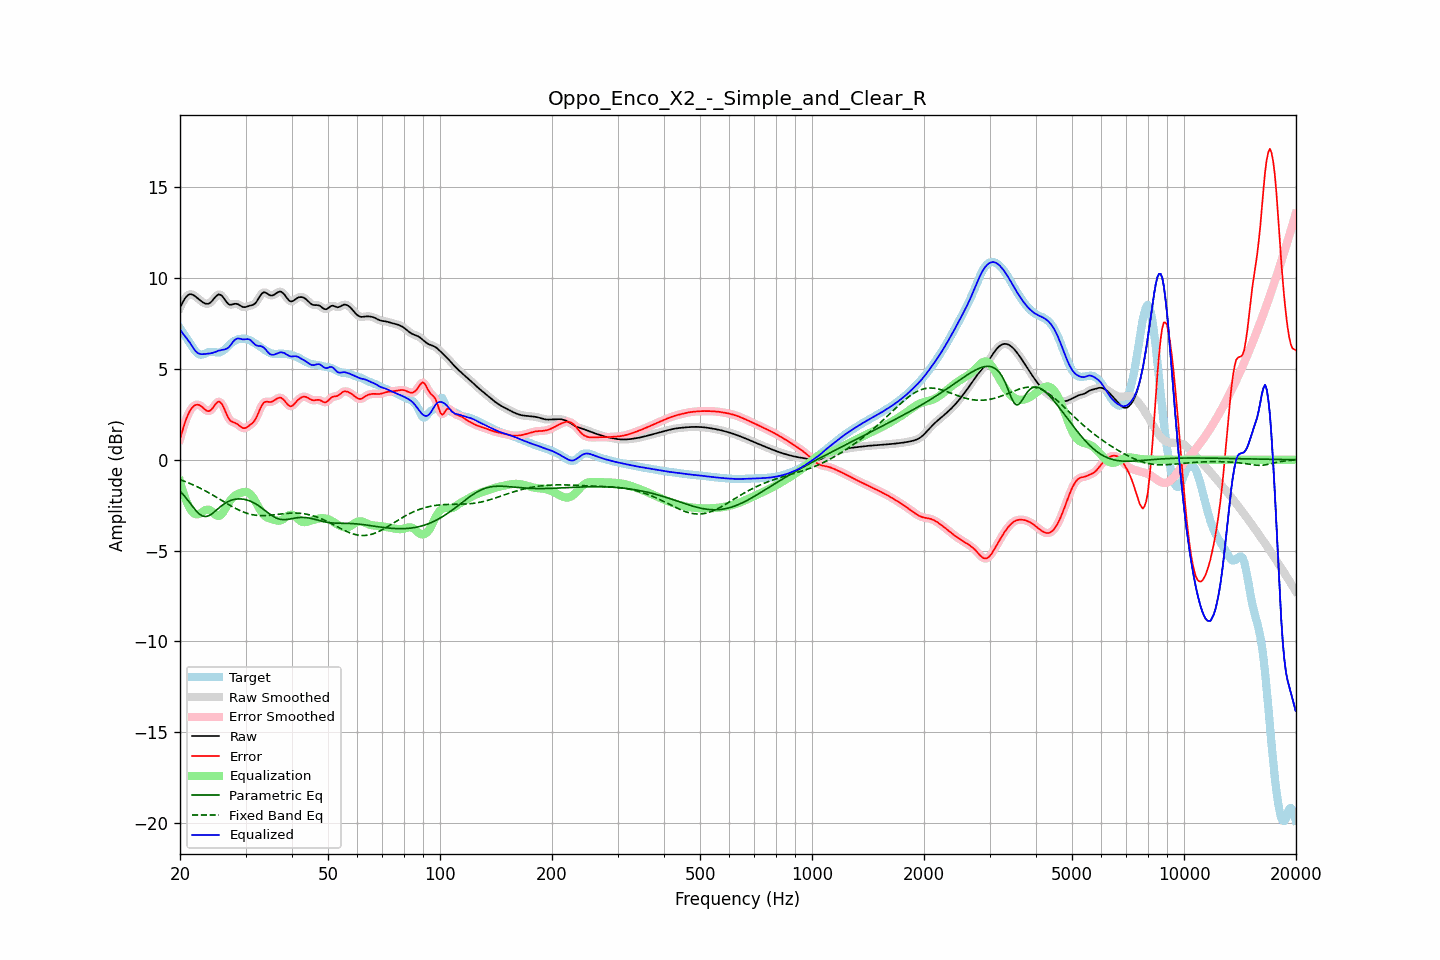 Oppo_Enco_X2_-_Simple_and_Clear_R
Amplitude (dBr)
15
10
5
0
−5
−10
−15
−20
Target
Raw Smoothed
Error Smoothed
Raw
Error
Equalization
Parametric Eq
Fixed Band Eq
Equalized
20
50
100
200
500
1000
2000
5000
10000
20000
Frequency (Hz)